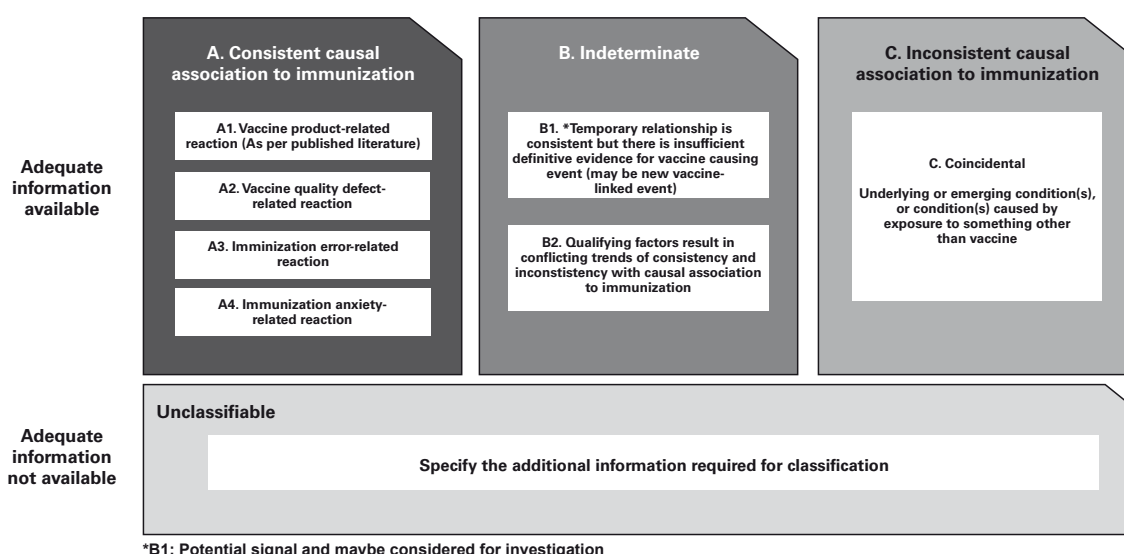 A. Consistent causal
association to immunization
A1. Vaccine product-related
reaction (As per published literature)
A2. Vaccine quality defect-
related reaction
A3. Imminization error-related
reaction
A4. Immunization anxiety-
related reaction
B. Indeterminate
B1. *Temporary relationship is
consistent but there is insufficient
definitive evidence for vaccine causing
event (may be new vaccine-
linked event)
B2. Qualifying factors result in
conflicting trends of consistency and
inconstistency with causal association
to immunization
C. Inconsistent causal
association to immunization
C. Coincidental
Underlying or emerging condition(s),
or condition(s) caused by
exposure to something other
than vaccine
Adequate
information
available
Unclassifiable
Specify the additional information required for classification
Adequate
information
not available
*B1: Potential signal and maybe considered for investigation